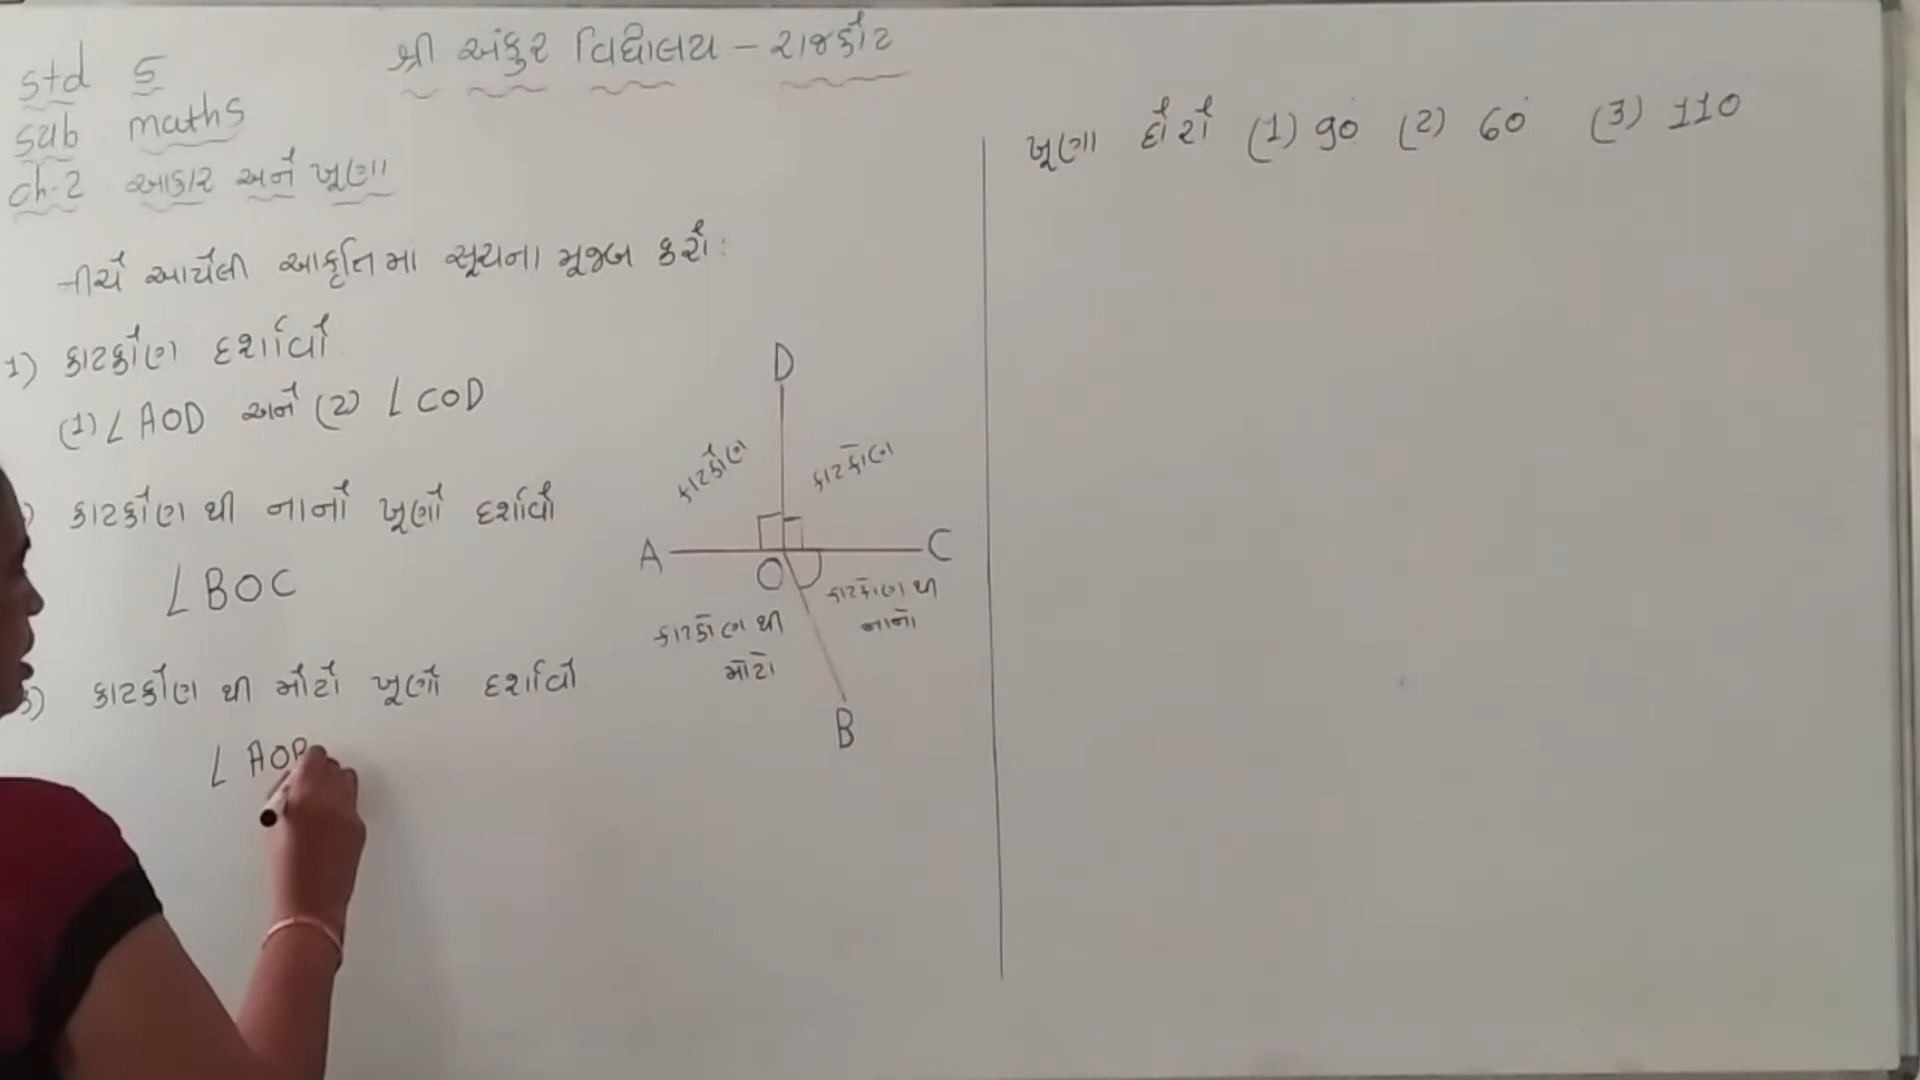 શ્રી અંકુર વિદ્યાલય - રાજકોટ
std 5
sub maths
ch-2 આકાર અને ખૂણા
નીચે આપેલી આકૃતિમાં સૂચના મૂજબ કરો:
1) કાટકોણ દર્શાવો
(1) ∠AOD અને (2) ∠COD
કાટકોણ થી નાનો ખૂણો દર્શાવો
∠BOC
3) કાટકોણ થી મોટો ખૂણો દર્શાવો
∠AOB
D
કાટકોણ
કાટકોણ
A
C
O
કાટકોણ થી
નાનો
કાટકોણ થી
મોટો
B
ખૂણા દોરો (1) 90° (2) 60° (3) 110